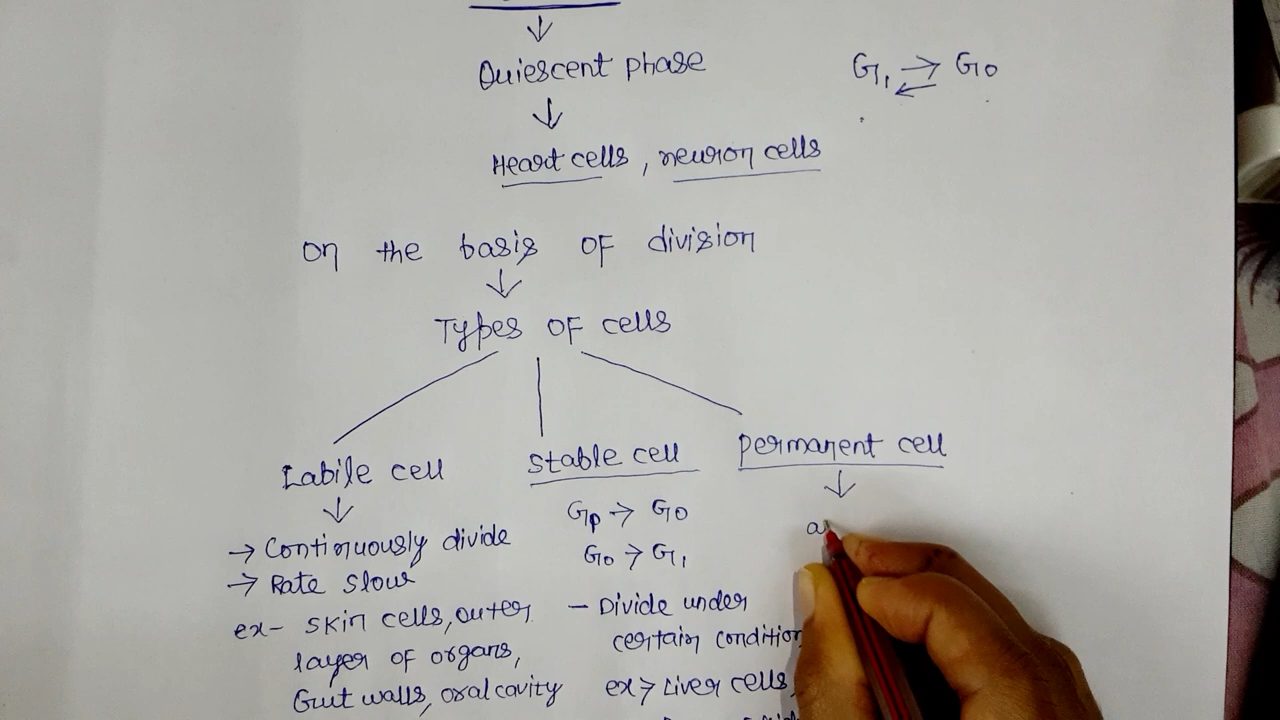 Quiescent phase
G1 ⇌ G0
Heart cells, neuron cells
on the basis of division
Types of cells
Labile cell
→ Continuously divide
→ Rate slow
ex- skin cells, outer
layer of organs,
Gut walls, oral cavity
Stable cell
Gp → G0
G0 → G1
- Divide under
certain condition
ex → Liver cells,
permanent cell